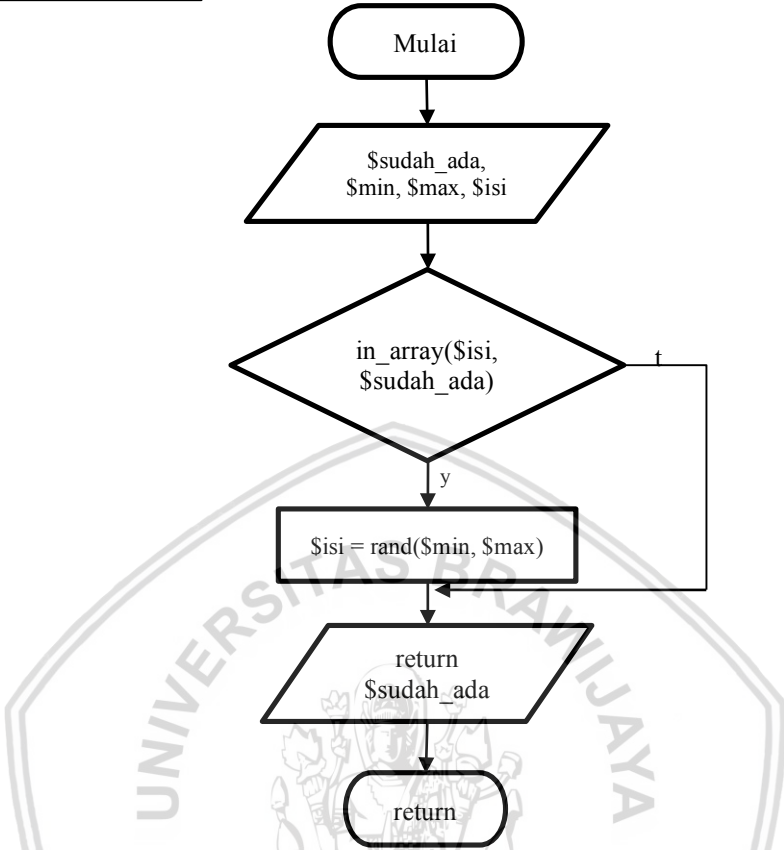 Mulai
$sudah_ada,
$min, $max, $isi
in_array($isi,
$sudah_ada)
t
y
$isi = rand($min, $max)
return
$sudah_ada
return
UNIVERSITAS BRAWIJAYA